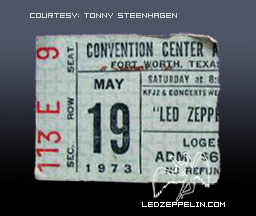 COURTESY: TONNY STEENHAGEN
113 E 9
SEC. ROW SEAT
CONVENTION CENTER A
FORT WORTH, TEXAS
MAY
19
1973
SATURDAY at 8:
KFJZ & CONCERTS WE
"LED ZEPPE
LOGE
ADM. $6
NO REFUN
LEDZEPPELIN.COM